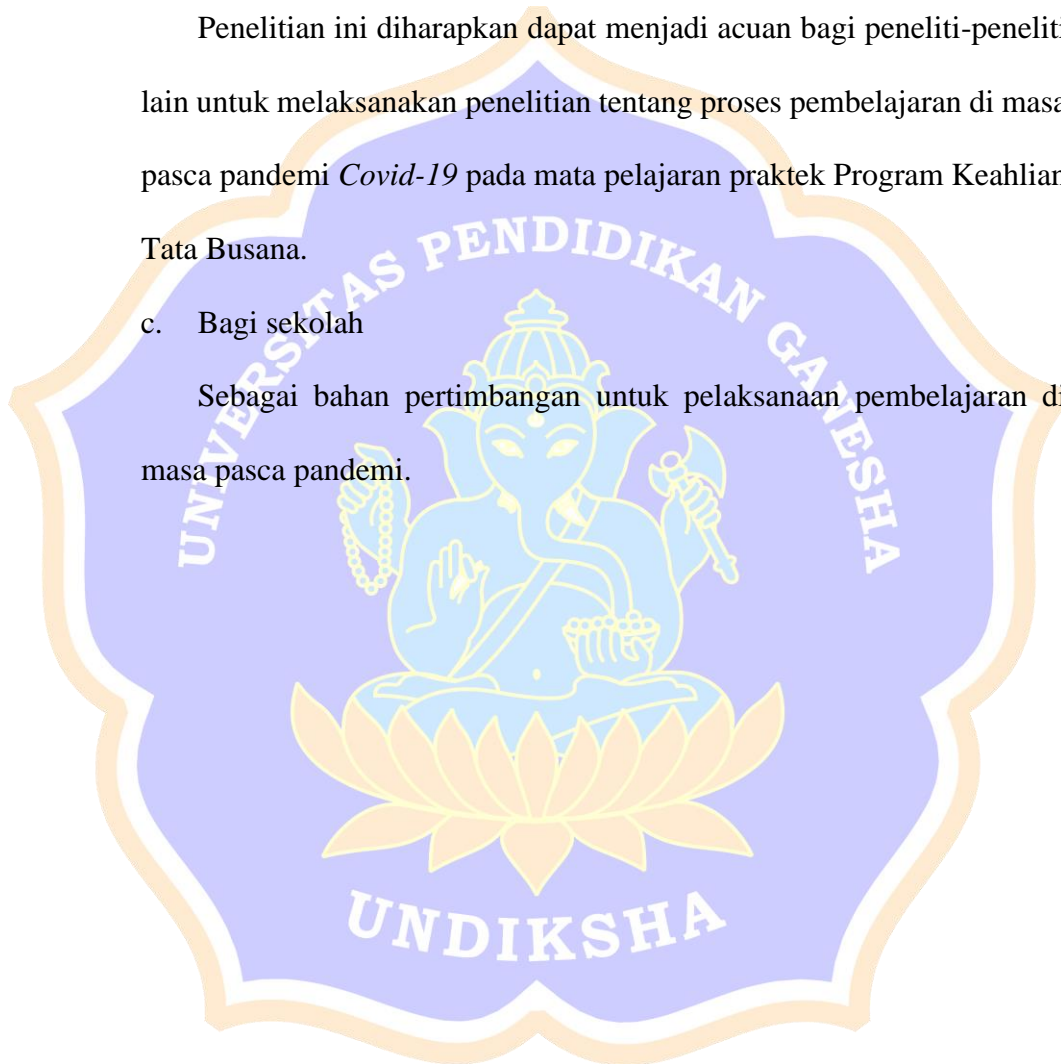 Penelitian ini diharapkan dapat menjadi acuan bagi peneliti-peneliti
lain untuk melaksanakan penelitian tentang proses pembelajaran di masa
pasca pandemi Covid-19 pada mata pelajaran praktek Program Keahlian
Tata Busana.
c. Bagi sekolah
Sebagai bahan pertimbangan untuk pelaksanaan pembelajaran di
masa pasca pandemi.
UNIVERSITAS PENDIDIKAN GANESHA
UNDIKSHA